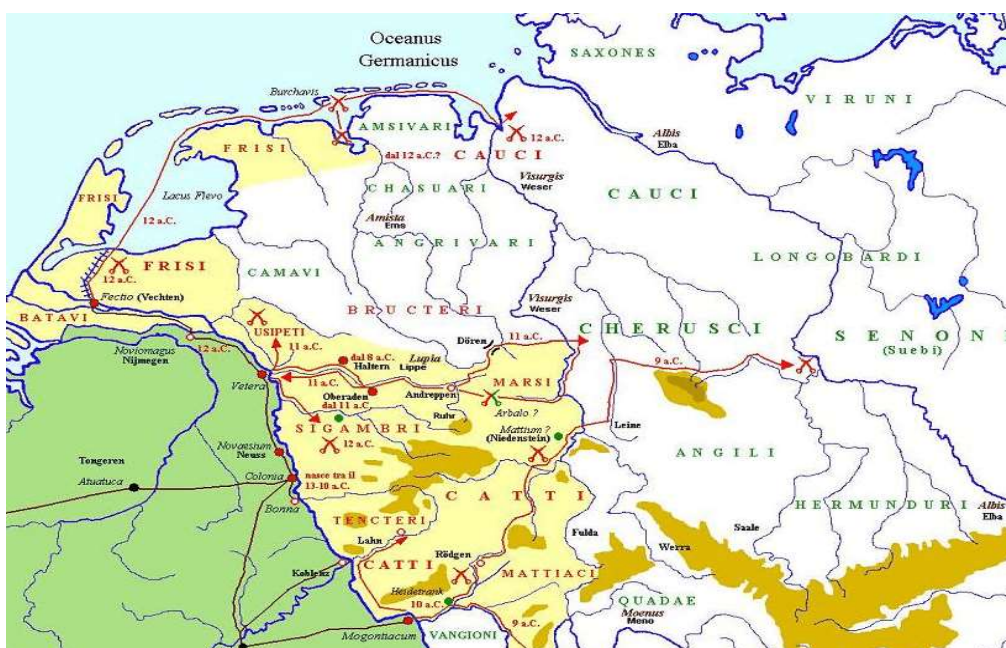 Oceanus
Germanicus
SAXONES
VIRUNI
Burchavis
AMSIVARI
12 a.C.
Albis
Elba
FRISI
dal 12 a.C.?
CAUCI
Visurgis
Weser
CHASUARI
CAUCI
FRISI
Lacus Flevo
Amista
Ems
12 a.C.
ANGRIVARI
LONGOBARDI
FRISI
12 a.C.
CAMAVI
Fectio (Vechten)
BRUCTERI
Visurgis
Weser
BATAVI
USIPETI
11 a.C.
Dören
11 a.C.
CHERUSCI
SENON
(Suebi)
Noviomagus
Nijmegen
12 a.C.
dal 8 a.C.
Haltern
Lupia
Lippe
9 a.C.
Vetera
11 a.C.
Oberaden
dal 11 a.C
Andreppen
MARSI
Arbalo ?
Ruhr
SIGAMBRI
12 a.C.
Mattium ?
(Niedenstein)
Leine
Novaesium
Neuss
ANGILI
Tongeren
Atuatuca
Colonia
nasce tra il
13-10 a.C.
Bonna
CATTI
HERMUNDURI
Albis
Elba
TENCTERI
Lahn
Fulda
Werra
Saale
Koblenz
CATTI
Rödgen
MATTIACI
Heidetrank
10 a.C.
QUADAE
Moenus
Meno
Mogontiacum
VANGIONI
9 a.C.